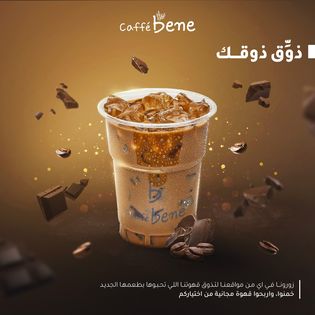 Caffé bene
ذوِّق ذوقك
bene
زورونا في اي من مواقعنا لتذوق قهوتنا اللي تحبوها بطعمها الجديد
خمنوا، واربحوا قهوة مجانية من اختياركم